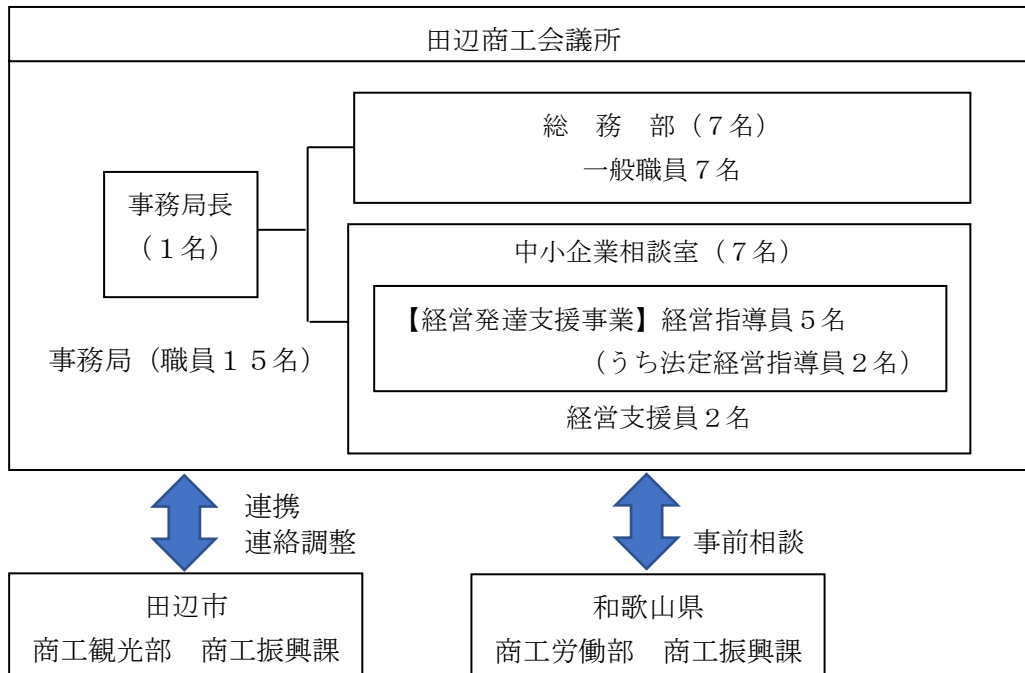 田辺商工会議所
総　務　部（７名）
一般職員７名
事務局長
（１名）
中小企業相談室（７名）
【経営発達支援事業】経営指導員５名
（うち法定経営指導員２名）
経営支援員２名
事務局（職員１５名）
連携
連絡調整
事前相談
田辺市
商工観光部　商工振興課
和歌山県
商工労働部　商工振興課